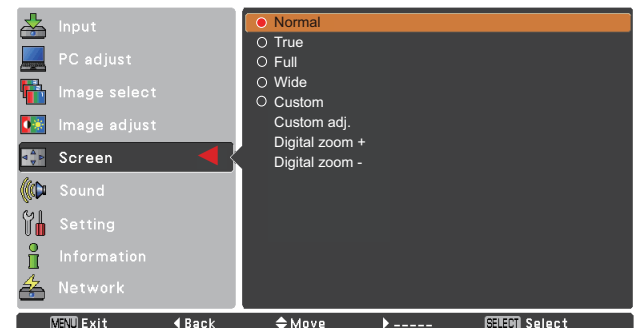 Input
PC adjust
Image select
Image adjust
Screen
Sound
Setting
Information
Network
Normal
True
Full
Wide
Custom
Custom adj.
Digital zoom +
Digital zoom -
MENU Exit Back Move ----- SELECT Select